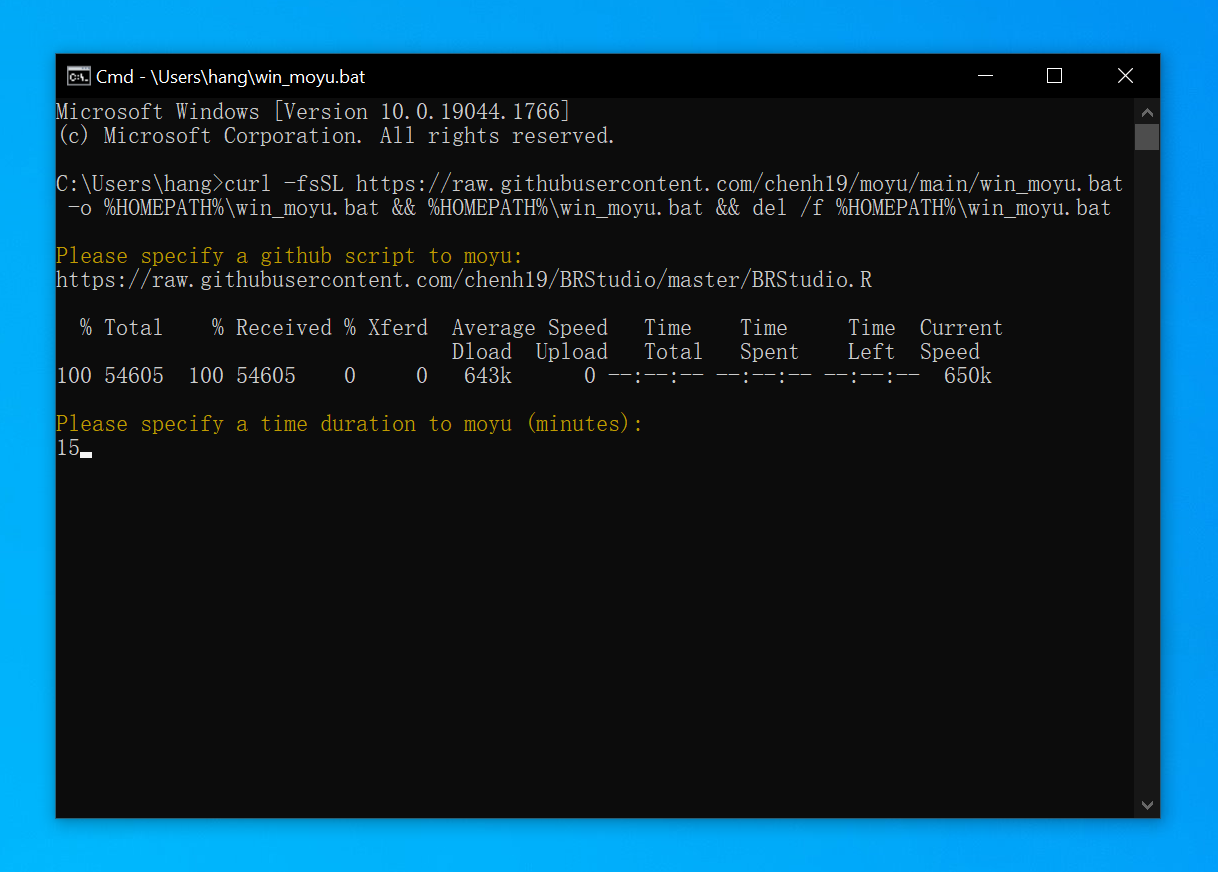 Cmd - \Users\hang\win_moyu.bat
Microsoft Windows [Version 10.0.19044.1766]
(c) Microsoft Corporation. All rights reserved.
C:\Users\hang>curl -fsSL https://raw.githubusercontent.com/chenh19/moyu/main/win_moyu.bat
-o %HOMEPATH%\win_moyu.bat && %HOMEPATH%\win_moyu.bat && del /f %HOMEPATH%\win_moyu.bat
Please specify a github script to moyu:
https://raw.githubusercontent.com/chenh19/BRStudio/master/BRStudio.R
% Total % Received % Xferd Average Speed Time Time Time Current
Dload Upload Total Spent Left Speed
100 54605 100 54605 0 0 643k 0 --:--:-- --:--:-- --:--:-- 650k
Please specify a time duration to moyu (minutes):
15